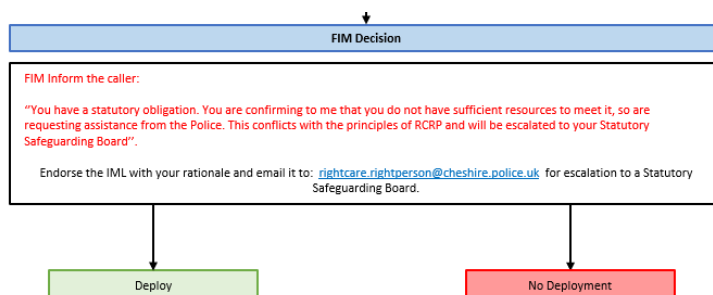 FIM Decision
FIM Inform the caller:
“You have a statutory obligation. You are confirming to me that you do not have sufficient resources to meet it, so are
requesting assistance from the Police. This conflicts with the principles of RCRP and will be escalated to your Statutory
Safeguarding Board’’.
Endorse the IML with your rationale and email it to: rightcare.rightperson@cheshire.police.uk for escalation to a Statutory
Safeguarding Board.
Deploy
No Deployment